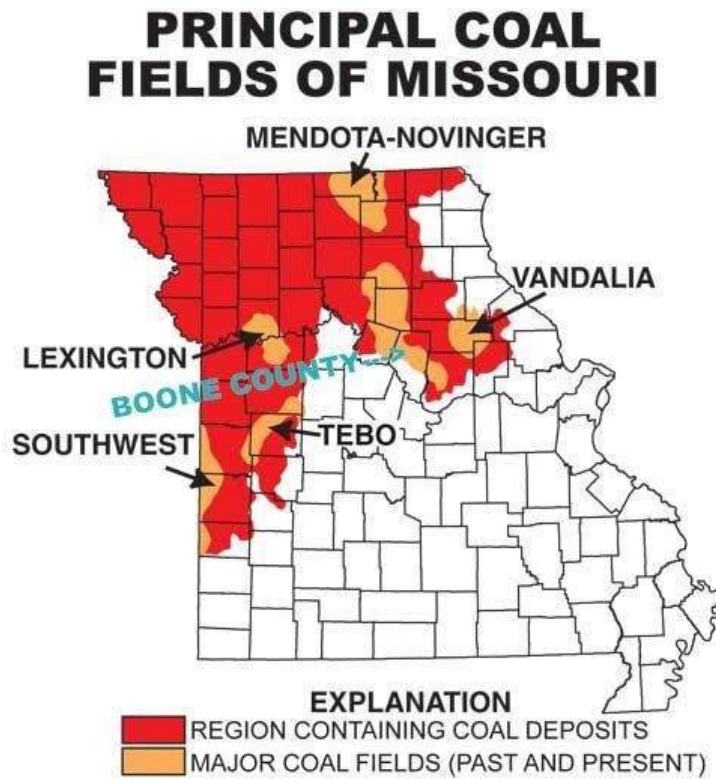 PRINCIPAL COAL
FIELDS OF MISSOURI
MENDOTA-NOVINGER
VANDALIA
LEXINGTON
BOONE COUNTY--->
SOUTHWEST
TEBO
EXPLANATION
REGION CONTAINING COAL DEPOSITS
MAJOR COAL FIELDS (PAST AND PRESENT)